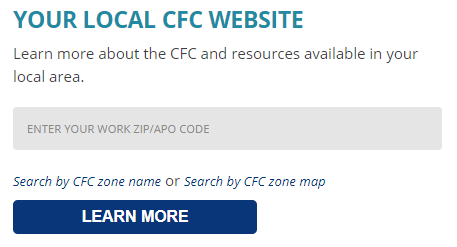 YOUR LOCAL CFC WEBSITE
Learn more about the CFC and resources available in your
local area.
ENTER YOUR WORK ZIP/APO CODE
Search by CFC zone name or Search by CFC zone map
LEARN MORE